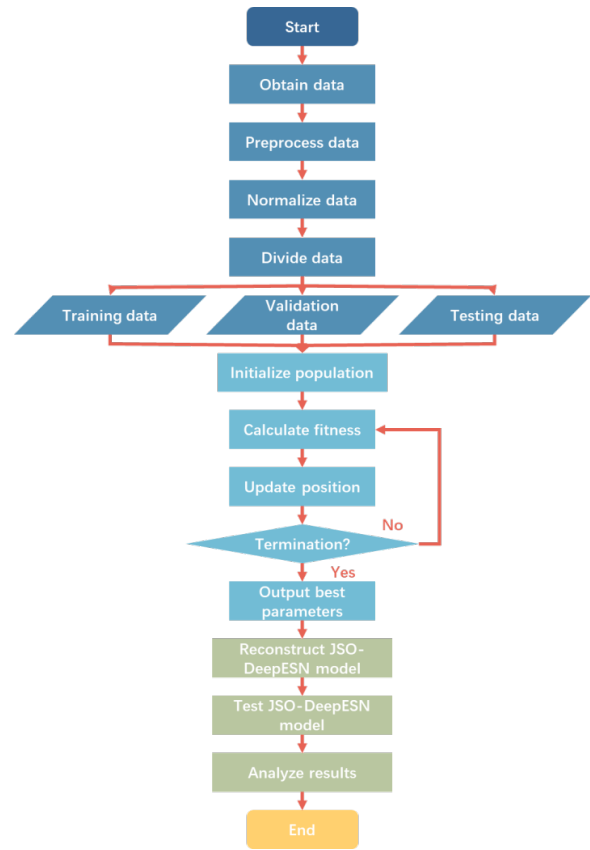 Start
Obtain data
Preprocess data
Normalize data
Divide data
Training data
Validation
data
Testing data
Initialize population
Calculate fitness
Update position
No
Termination?
Yes
Output best
parameters
Reconstruct JSO-
DeepESN model
Test JSO-DeepESN
model
Analyze results
End